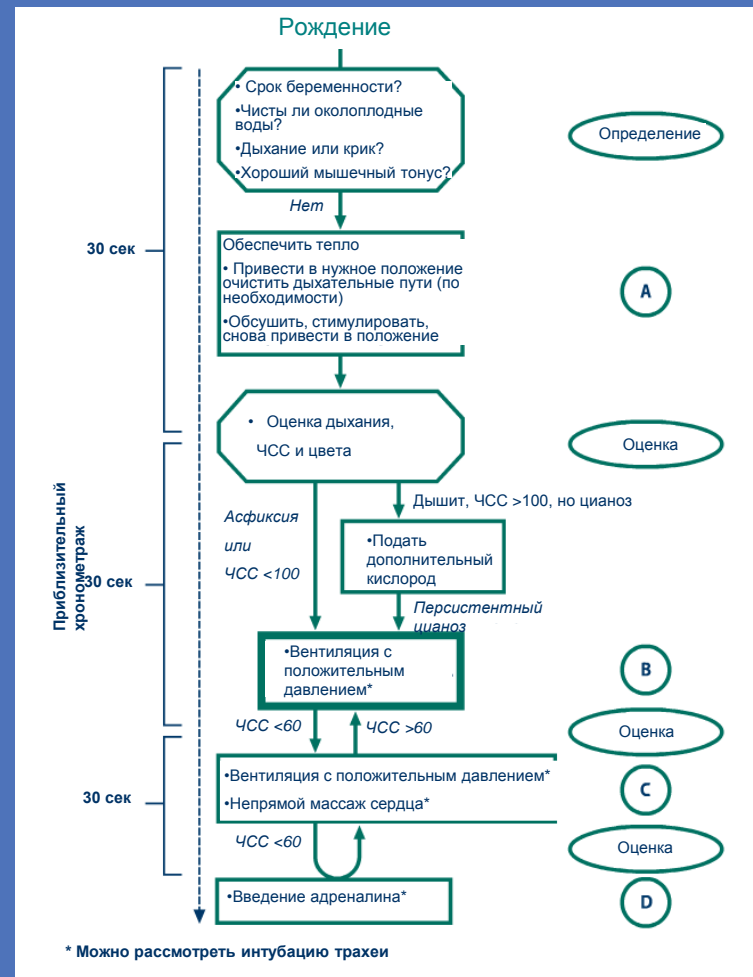 Рождение
• Срок беременности?
•Чисты ли околоплодные
воды?
•Дыхание или крик?
•Хороший мышечный тонус?
Определение
Нет
30 сек
Обеспечить тепло
• Привести в нужное положение
очистить дыхательные пути (по
необходимости)
•Обсушить, стимулировать,
снова привести в положение
A
• Оценка дыхания,
ЧСС и цвета
Оценка
Приблизительный
хронометраж
Асфиксия
или
ЧСС <100
Дышит, ЧСС >100, но цианоз
•Подать
дополнительный
кислород
30 сек
Персистентный
цианоз
•Вентиляция с
положительным
давлением*
B
ЧСС <60
ЧСС >60
Оценка
•Вентиляция с положительным давлением*
•Непрямой массаж сердца*
C
30 сек
ЧСС <60
Оценка
•Введение адреналина*
D
* Можно рассмотреть интубацию трахеи